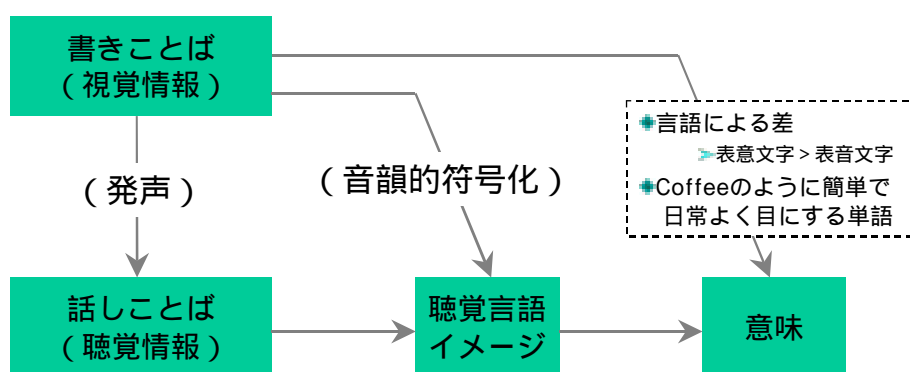 書きことば
(視覚情報)
言語による差
表意文字>表音文字
Coffeeのように簡単で
日常よく目にする単語
(発声)
(音韻的符号化)
話しことば
(聴覚情報)
聴覚言語
イメージ
意味